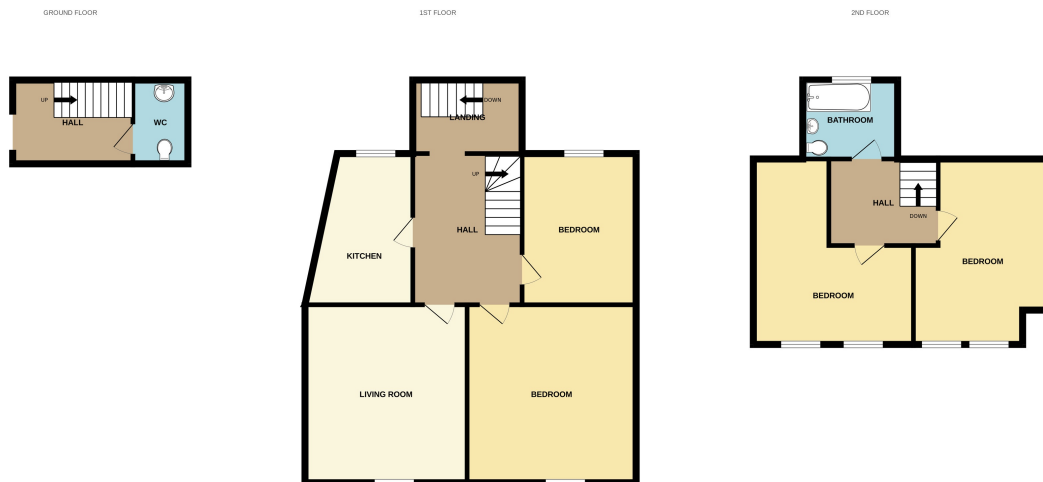 GROUND FLOOR
UP
HALL
WC
1ST FLOOR
DOWN
LANDING
UP
HALL
BEDROOM
KITCHEN
LIVING ROOM
BEDROOM
2ND FLOOR
BATHROOM
HALL
DOWN
BEDROOM
BEDROOM